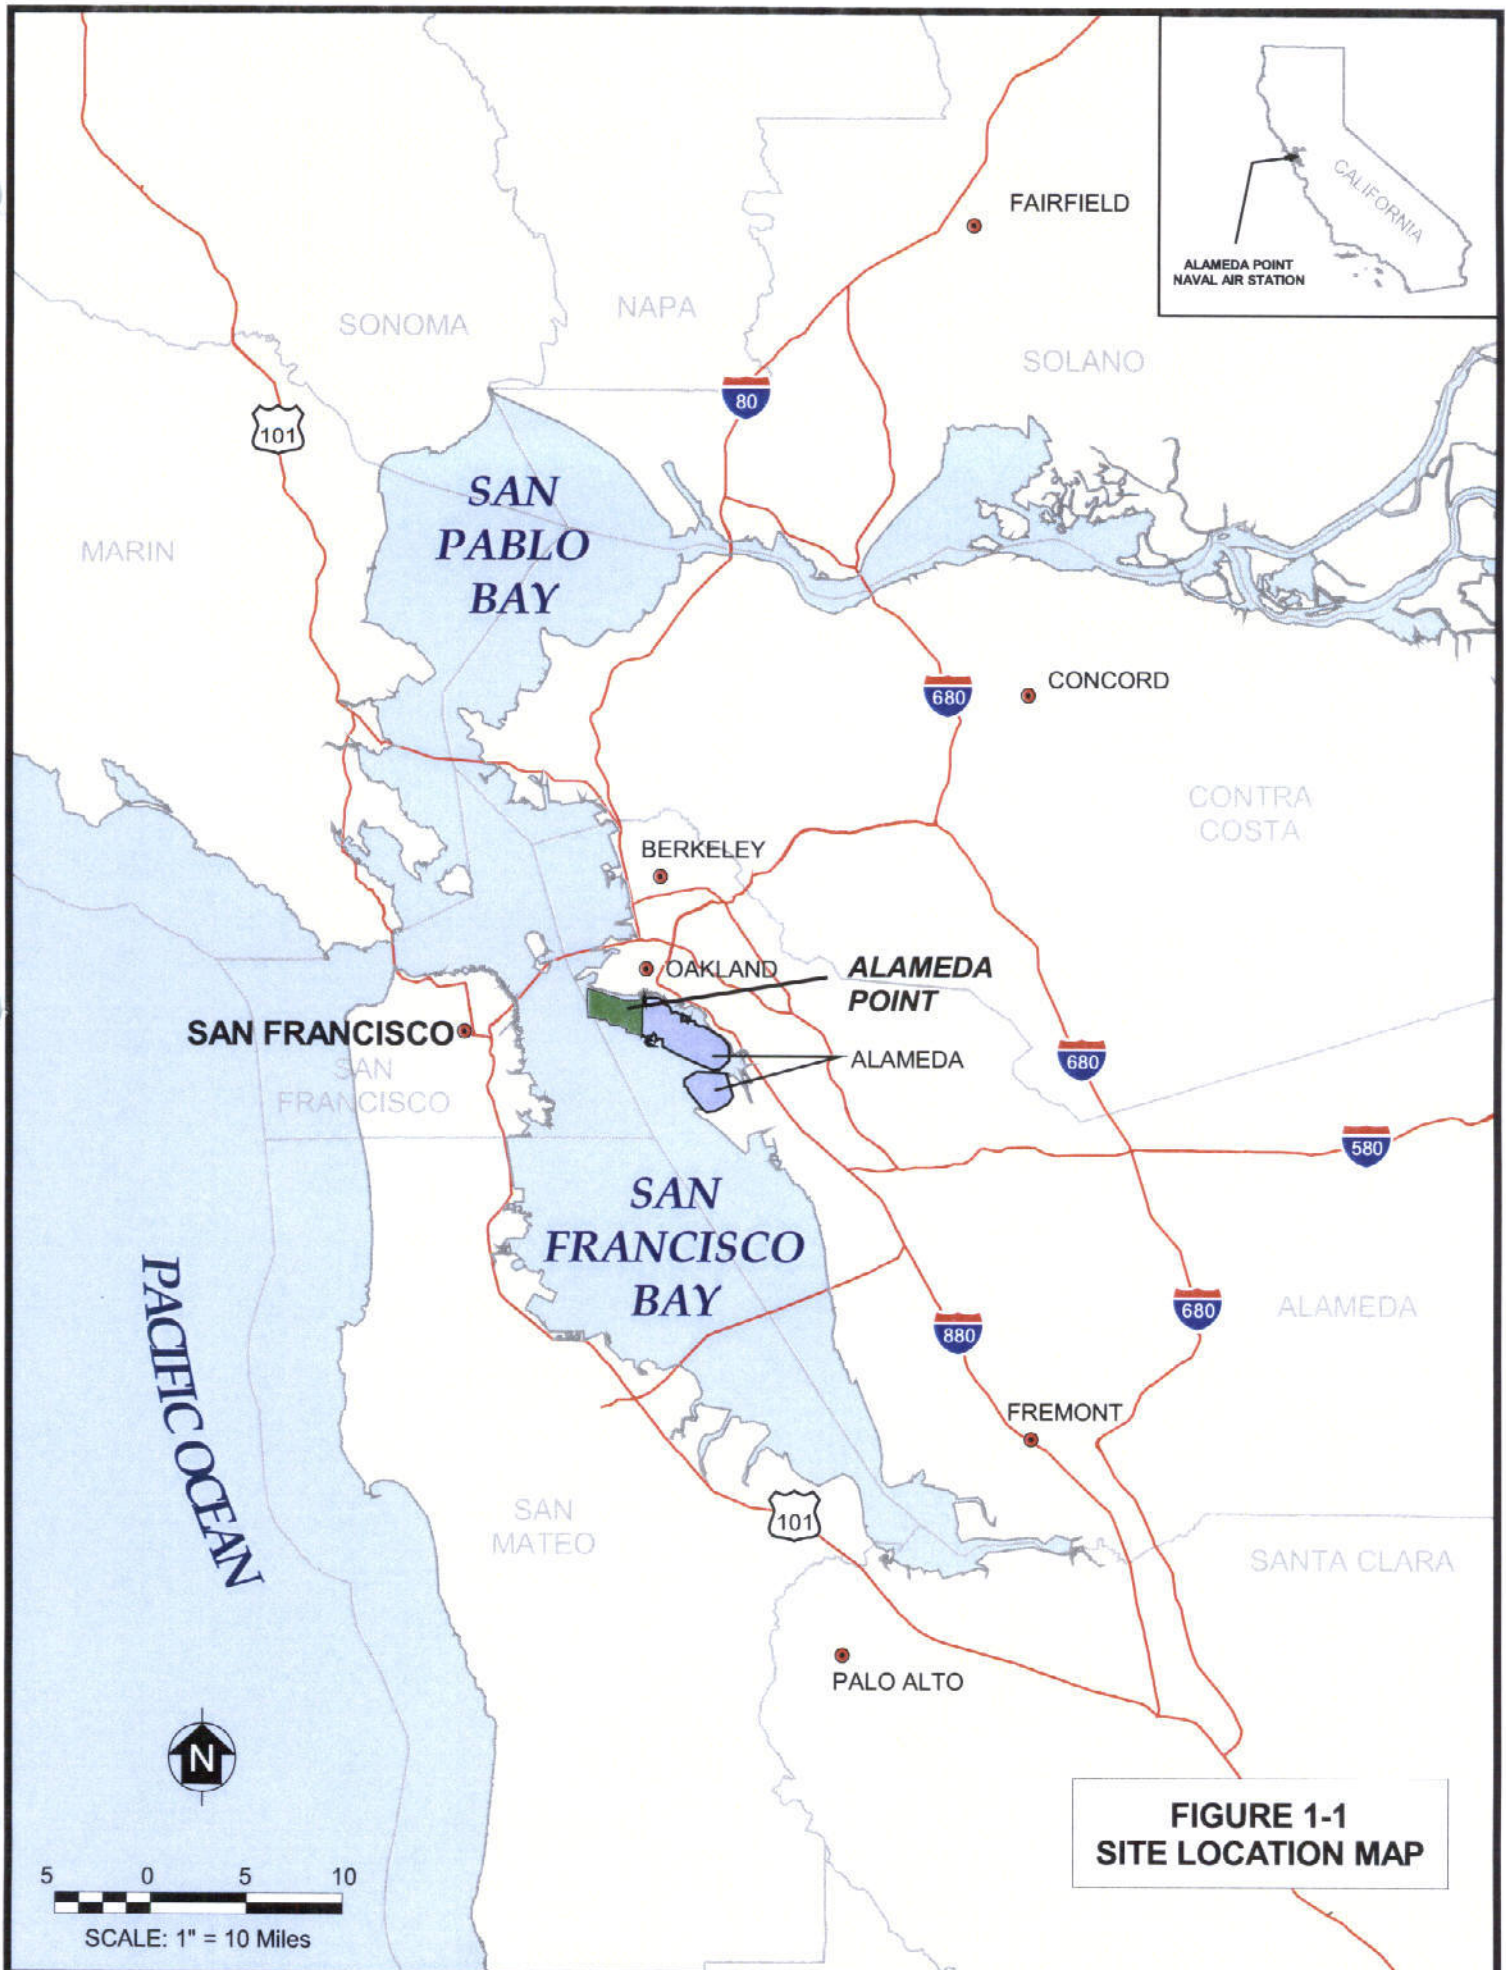 FAIRFIELD
CALIFORNIA
ALAMEDA POINT
NAVAL AIR STATION
SONOMA
NAPA
SOLANO
80
101
SAN
PABLO
BAY
MARIN
680
CONCORD
CONTRA
COSTA
BERKELEY
OAKLAND
ALAMEDA
POINT
SAN FRANCISCO
SAN
FRANCISCO
ALAMEDA
680
580
SAN
FRANCISCO
BAY
PACIFIC OCEAN
880
680
ALAMEDA
FREMONT
SAN
MATEO
101
SANTA CLARA
PALO ALTO
N
FIGURE 1-1
SITE LOCATION MAP
5 0 5 10
SCALE: 1" = 10 Miles